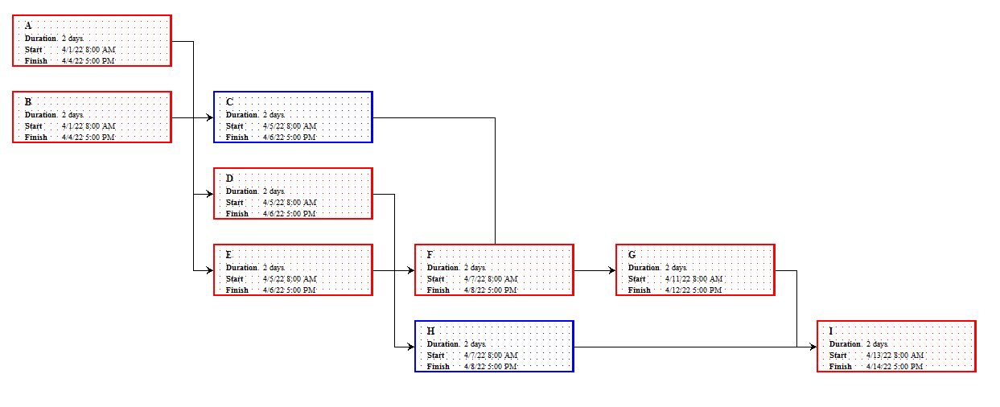 A
Duration 2 days
Start 4/1/22 8:00 AM
Finish 4/4/22 5:00 PM
B
Duration 2 days
Start 4/1/22 8:00 AM
Finish 4/4/22 5:00 PM
C
Duration 2 days
Start 4/5/22 8:00 AM
Finish 4/6/22 5:00 PM
D
Duration 2 days
Start 4/5/22 8:00 AM
Finish 4/6/22 5:00 PM
E
Duration 2 days
Start 4/5/22 8:00 AM
Finish 4/6/22 5:00 PM
F
Duration 2 days
Start 4/7/22 8:00 AM
Finish 4/8/22 5:00 PM
G
Duration 2 days
Start 4/11/22 8:00 AM
Finish 4/12/22 5:00 PM
H
Duration 2 days
Start 4/7/22 8:00 AM
Finish 4/8/22 5:00 PM
I
Duration 2 days
Start 4/13/22 8:00 AM
Finish 4/14/22 5:00 PM